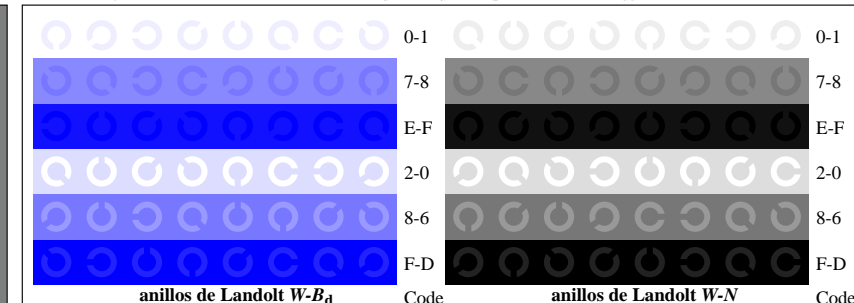 0-1 0-1
7-8 7-8
E-F E-F
2-0 2-0
8-6 8-6
F-D F-D
anillos de Landolt W-Bd Code anillos de Landolt W-N Code